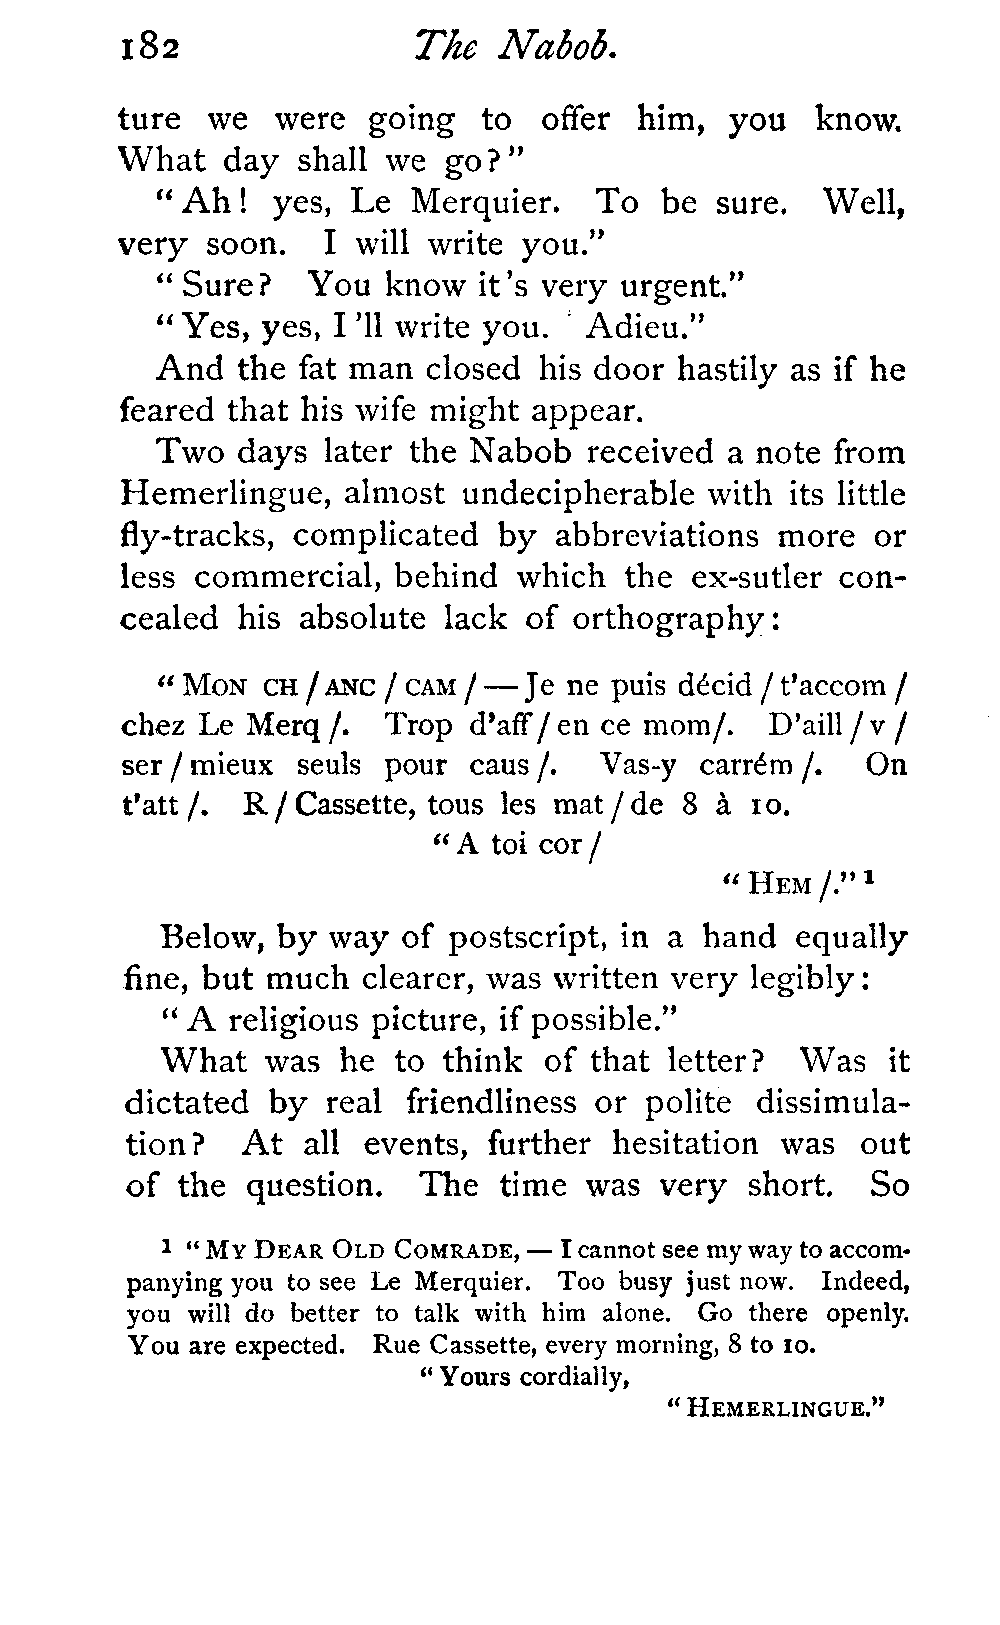 182 The Nabob.
ture we were going to offer him, you know.
What day shall we go?"
"Ah! yes, Le Merquier. To be sure. Well,
very soon. I will write you."
"Sure? You know it's very urgent."
"Yes, yes, I'll write you. Adieu."
And the fat man closed his door hastily as if he
feared that his wife might appear.
Two days later the Nabob received a note from
Hemerlingue, almost undecipherable with its little
fly-tracks, complicated by abbreviations more or
less commercial, behind which the ex-sutler con-
cealed his absolute lack of orthography:
"MON CH / ANC / CAM / — Je ne puis décid / t'accom /
chez Le Merq /. Trop d'aff / en ce mom/. D'aill / v /
ser / mieux seuls pour caus /. Vas-y carrém /. On
t'att /. R / Cassette, tous les mat / de 8 à 10.
"A toi cor /
"HEM /." 1
Below, by way of postscript, in a hand equally
fine, but much clearer, was written very legibly:
"A religious picture, if possible."
What was he to think of that letter? Was it
dictated by real friendliness or polite dissimula-
tion? At all events, further hesitation was out
of the question. The time was very short. So
1 "MY DEAR OLD COMRADE, — I cannot see my way to accom-
panying you to see Le Merquier. Too busy just now. Indeed,
you will do better to talk with him alone. Go there openly.
You are expected. Rue Cassette, every morning, 8 to 10.
"Yours cordially,
"HEMERLINGUE."